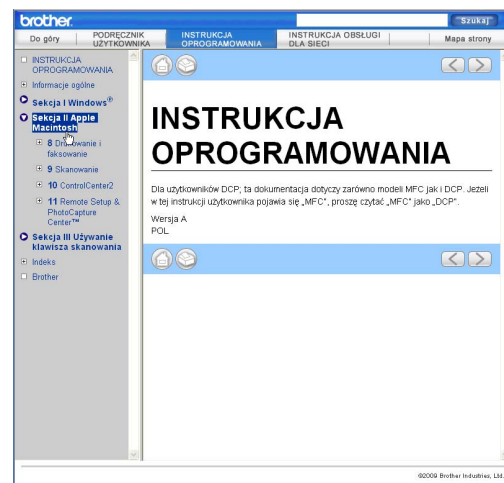 brother.
Szukaj
Do góry
PODRĘCZNIK
UŻYTKOWNIKA
INSTRUKCJA
OPROGRAMOWANIA
INSTRUKCJA OBSŁUGI
DLA SIECI
Mapa strony
INSTRUKCJA
OPROGRAMOWANIA
Informacje ogólne
Sekcja I Windows®
Sekcja II Apple
Macintosh
8 Drukowanie i
faksowanie
9 Skanowanie
10 ControlCenter2
11 Remote Setup &
PhotoCapture
Center™
Sekcja III Używanie
klawisza skanowania
Indeks
Brother
INSTRUKCJA
OPROGRAMOWANIA
Dla użytkowników DCP; ta dokumentacja dotyczy zarówno modeli MFC jak i DCP. Jeżeli
w tej instrukcji użytkownika pojawia się „MFC”, proszę czytać „MFC” jako „DCP”.
Wersja A
POL
©2009 Brother Industries, Ltd.